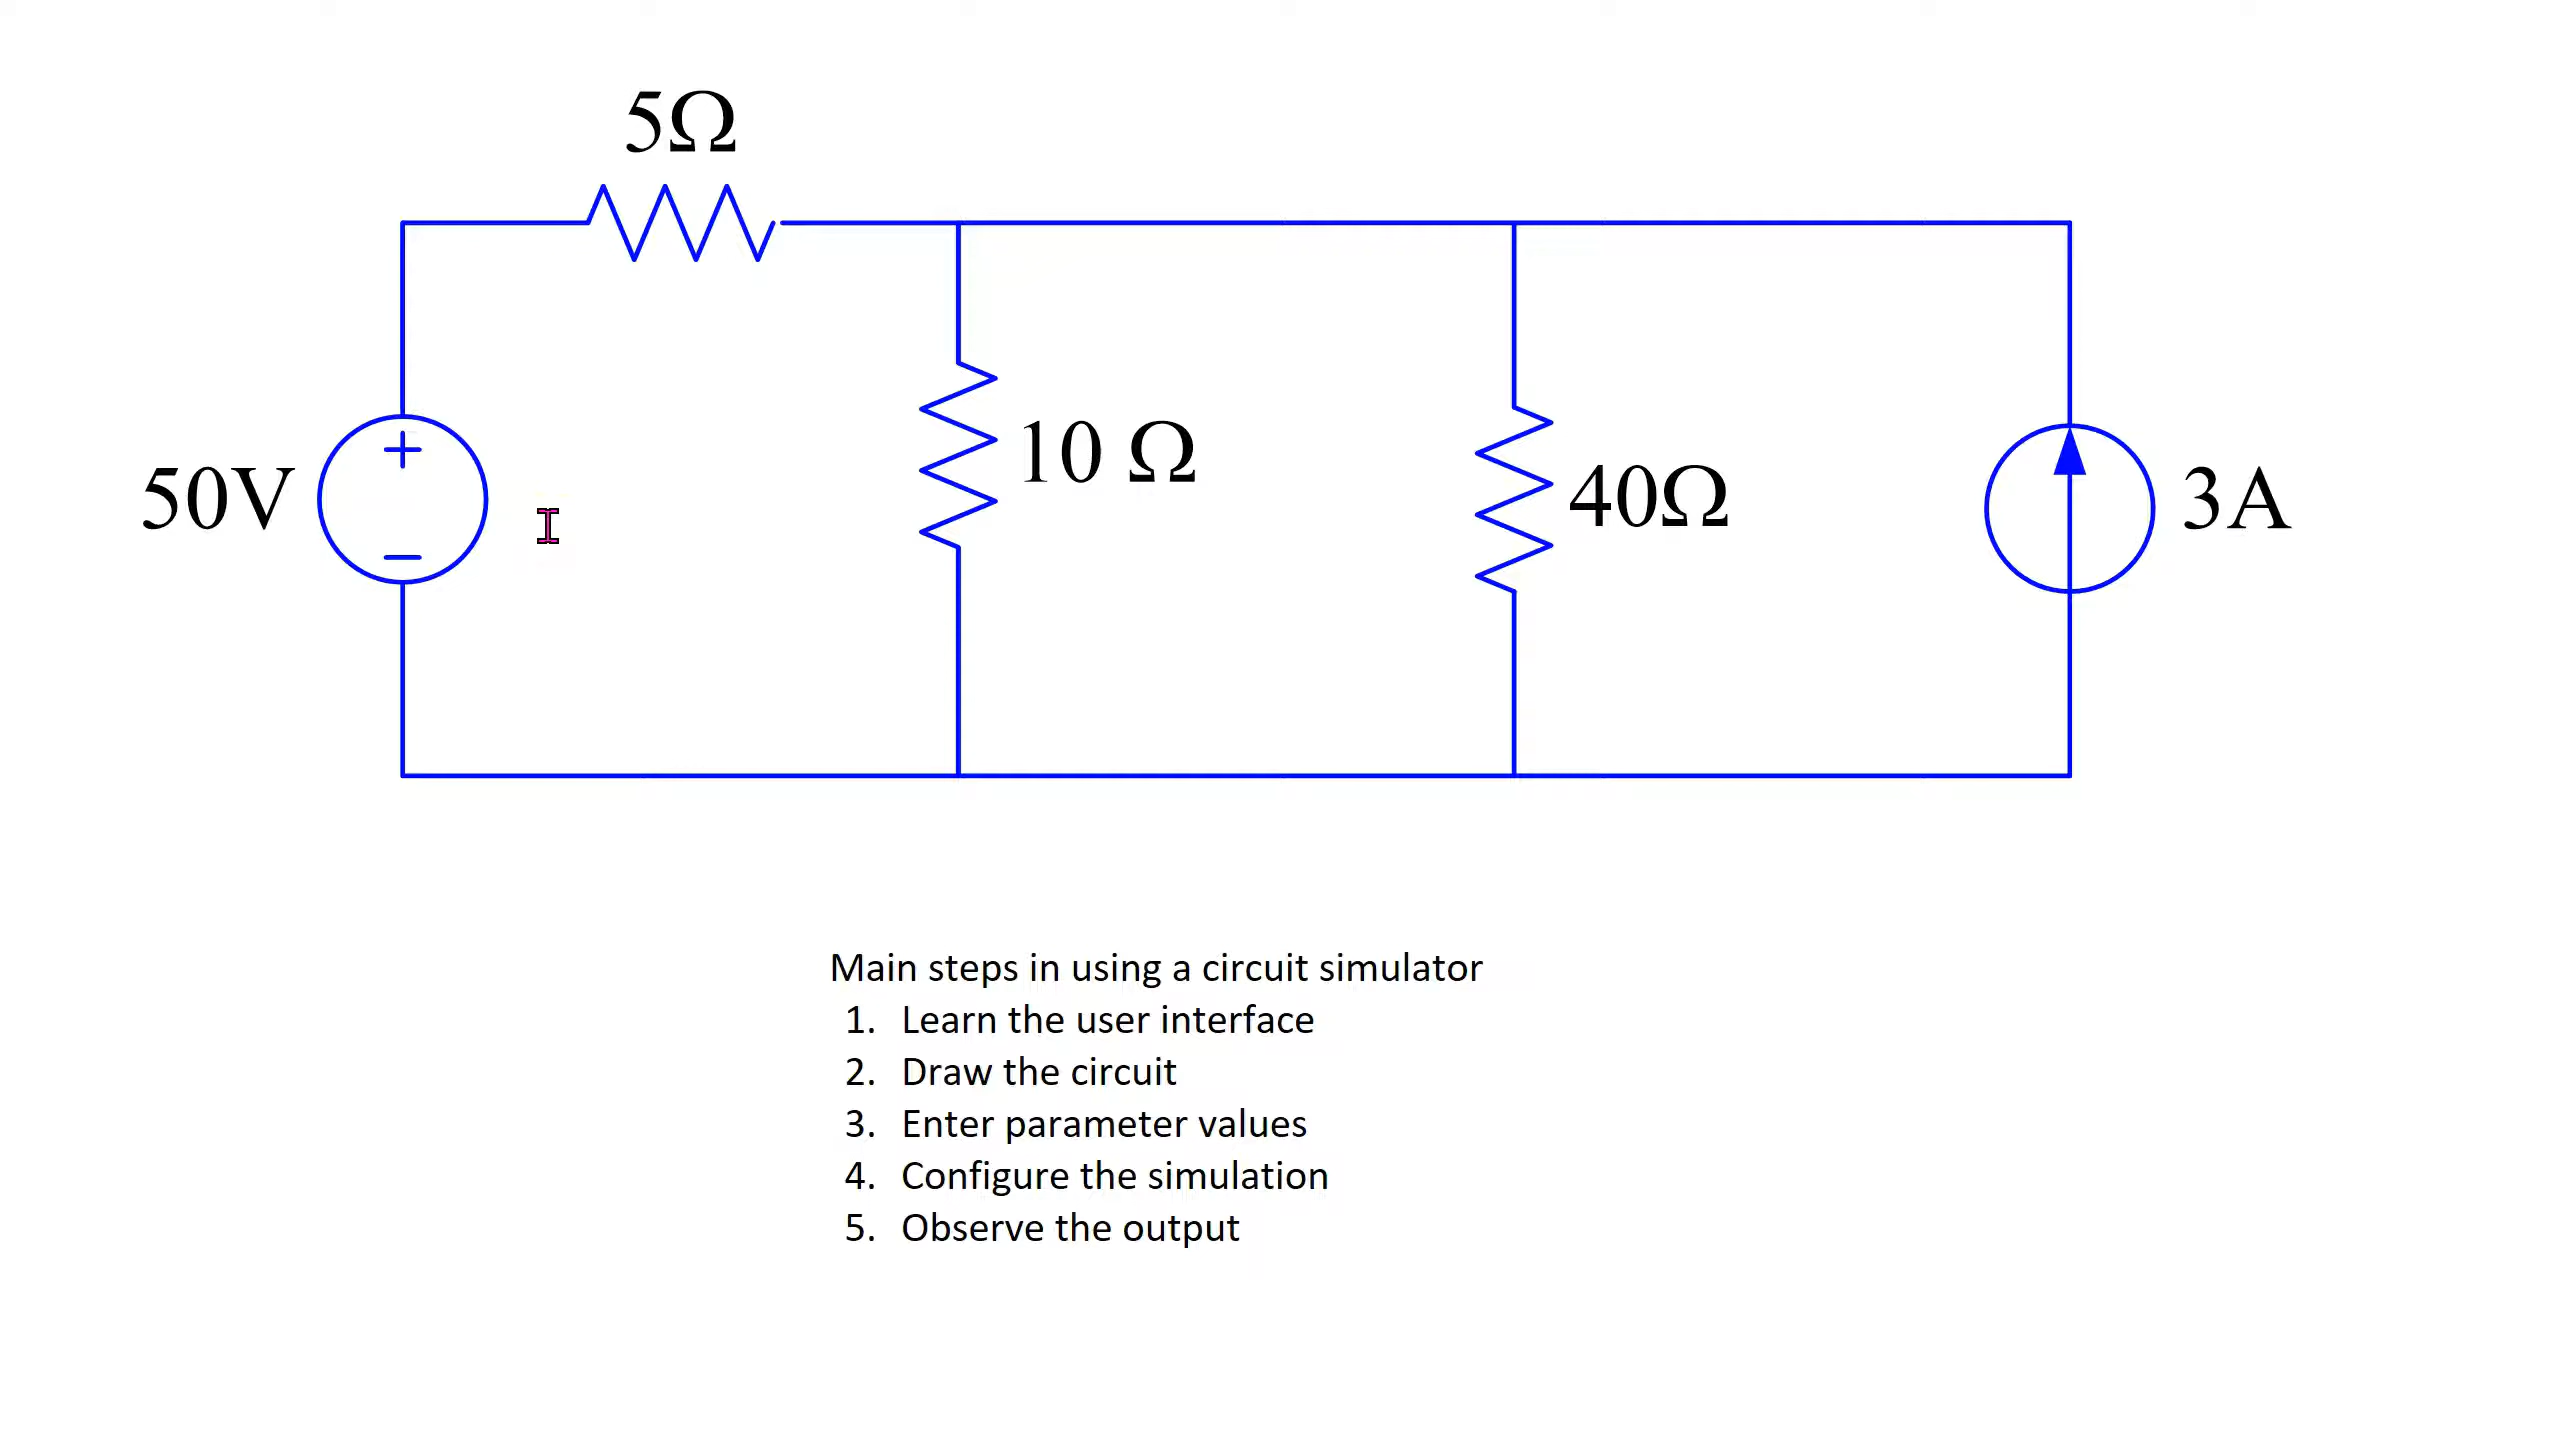 5Ω
50V
10 Ω
40Ω
3A
Main steps in using a circuit simulator
1. Learn the user interface
2. Draw the circuit
3. Enter parameter values
4. Configure the simulation
5. Observe the output